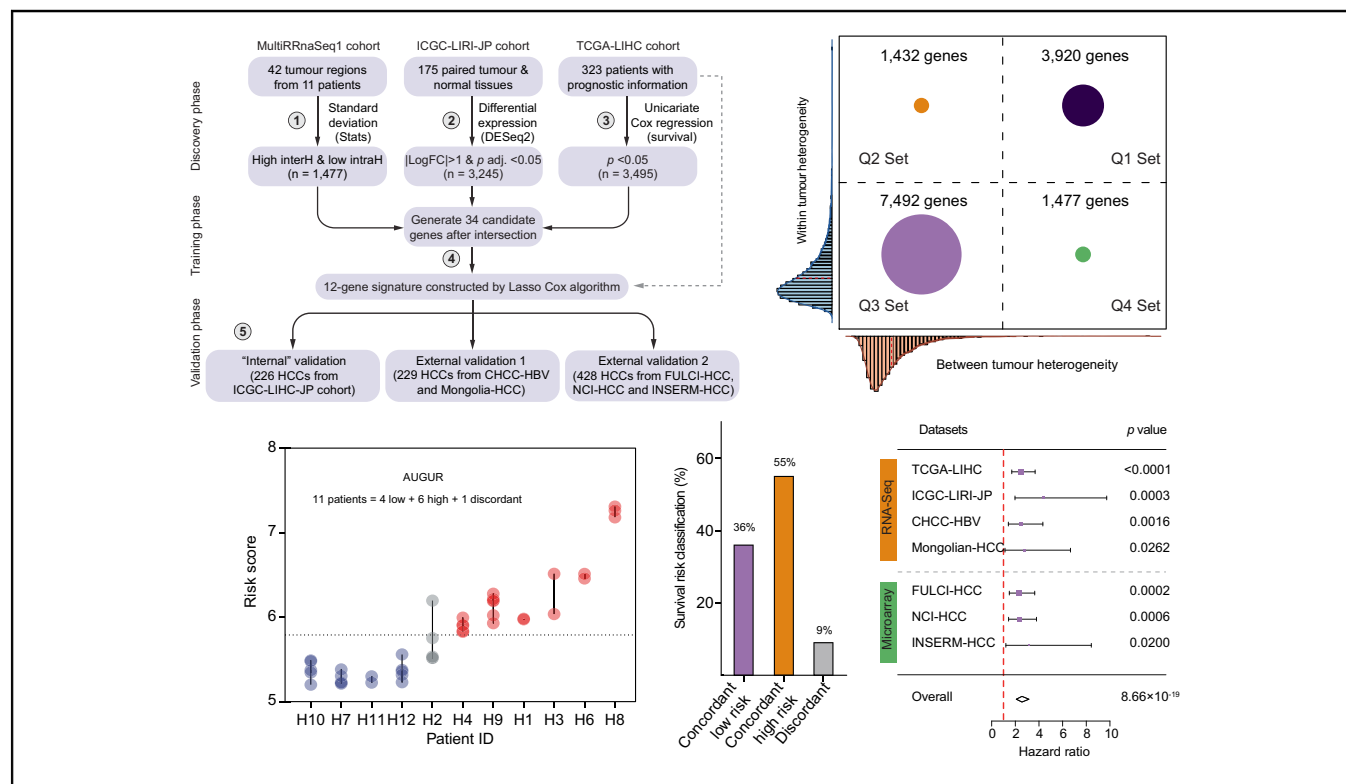 MultiRRnaSeq1 cohort
ICGC-LIRI-JP cohort
TCGA-LIHC cohort
Discovery phase
42 tumour regions
from 11 patients
175 paired tumour &
normal tissues
323 patients with
prognostic information
1
Standard
deviation
(Stats)
2
Differential
expression
(DESeq2)
3
Unicariate
Cox regression
(survival)
High interH & low intraH
(n = 1,477)
|LogFC|>1 & p adj. <0.05
(n = 3,245)
p <0.05
(n = 3,495)
Training phase
Generate 34 candidate
genes after intersection
4
12-gene signature constructed by Lasso Cox algorithm
Validation phase
5
"Internal" validation
(226 HCCs from
ICGC-LIHC-JP cohort)
External validation 1
(229 HCCs from CHCC-HBV
and Mongolia-HCC)
External validation 2
(428 HCCs from FULCI-HCC,
NCI-HCC and INSERM-HCC)
Within tumour heterogeneity
1,432 genes
3,920 genes
Q2 Set
Q1 Set
7,492 genes
1,477 genes
Q3 Set
Q4 Set
Between tumour heterogeneity
Risk score
8
7
6
5
AUGUR
11 patients = 4 low + 6 high + 1 discordant
H10 H7 H11 H12 H2 H4 H9 H1 H3 H6 H8
Patient ID
Survival risk classification (%)
60
40
20
36%
55%
9%
Concordant
low risk
Concordant
high risk
Discordant
Datasets p value
RNA-Seq
TCGA-LIHC <0.0001
ICGC-LIRI-JP 0.0003
CHCC-HBV 0.0016
Mongolian-HCC 0.0262
Microarray
FULCI-HCC 0.0002
NCI-HCC 0.0006
INSERM-HCC 0.0200
Overall 8.66×10⁻¹⁹
0 2 4 6 8 10
Hazard ratio